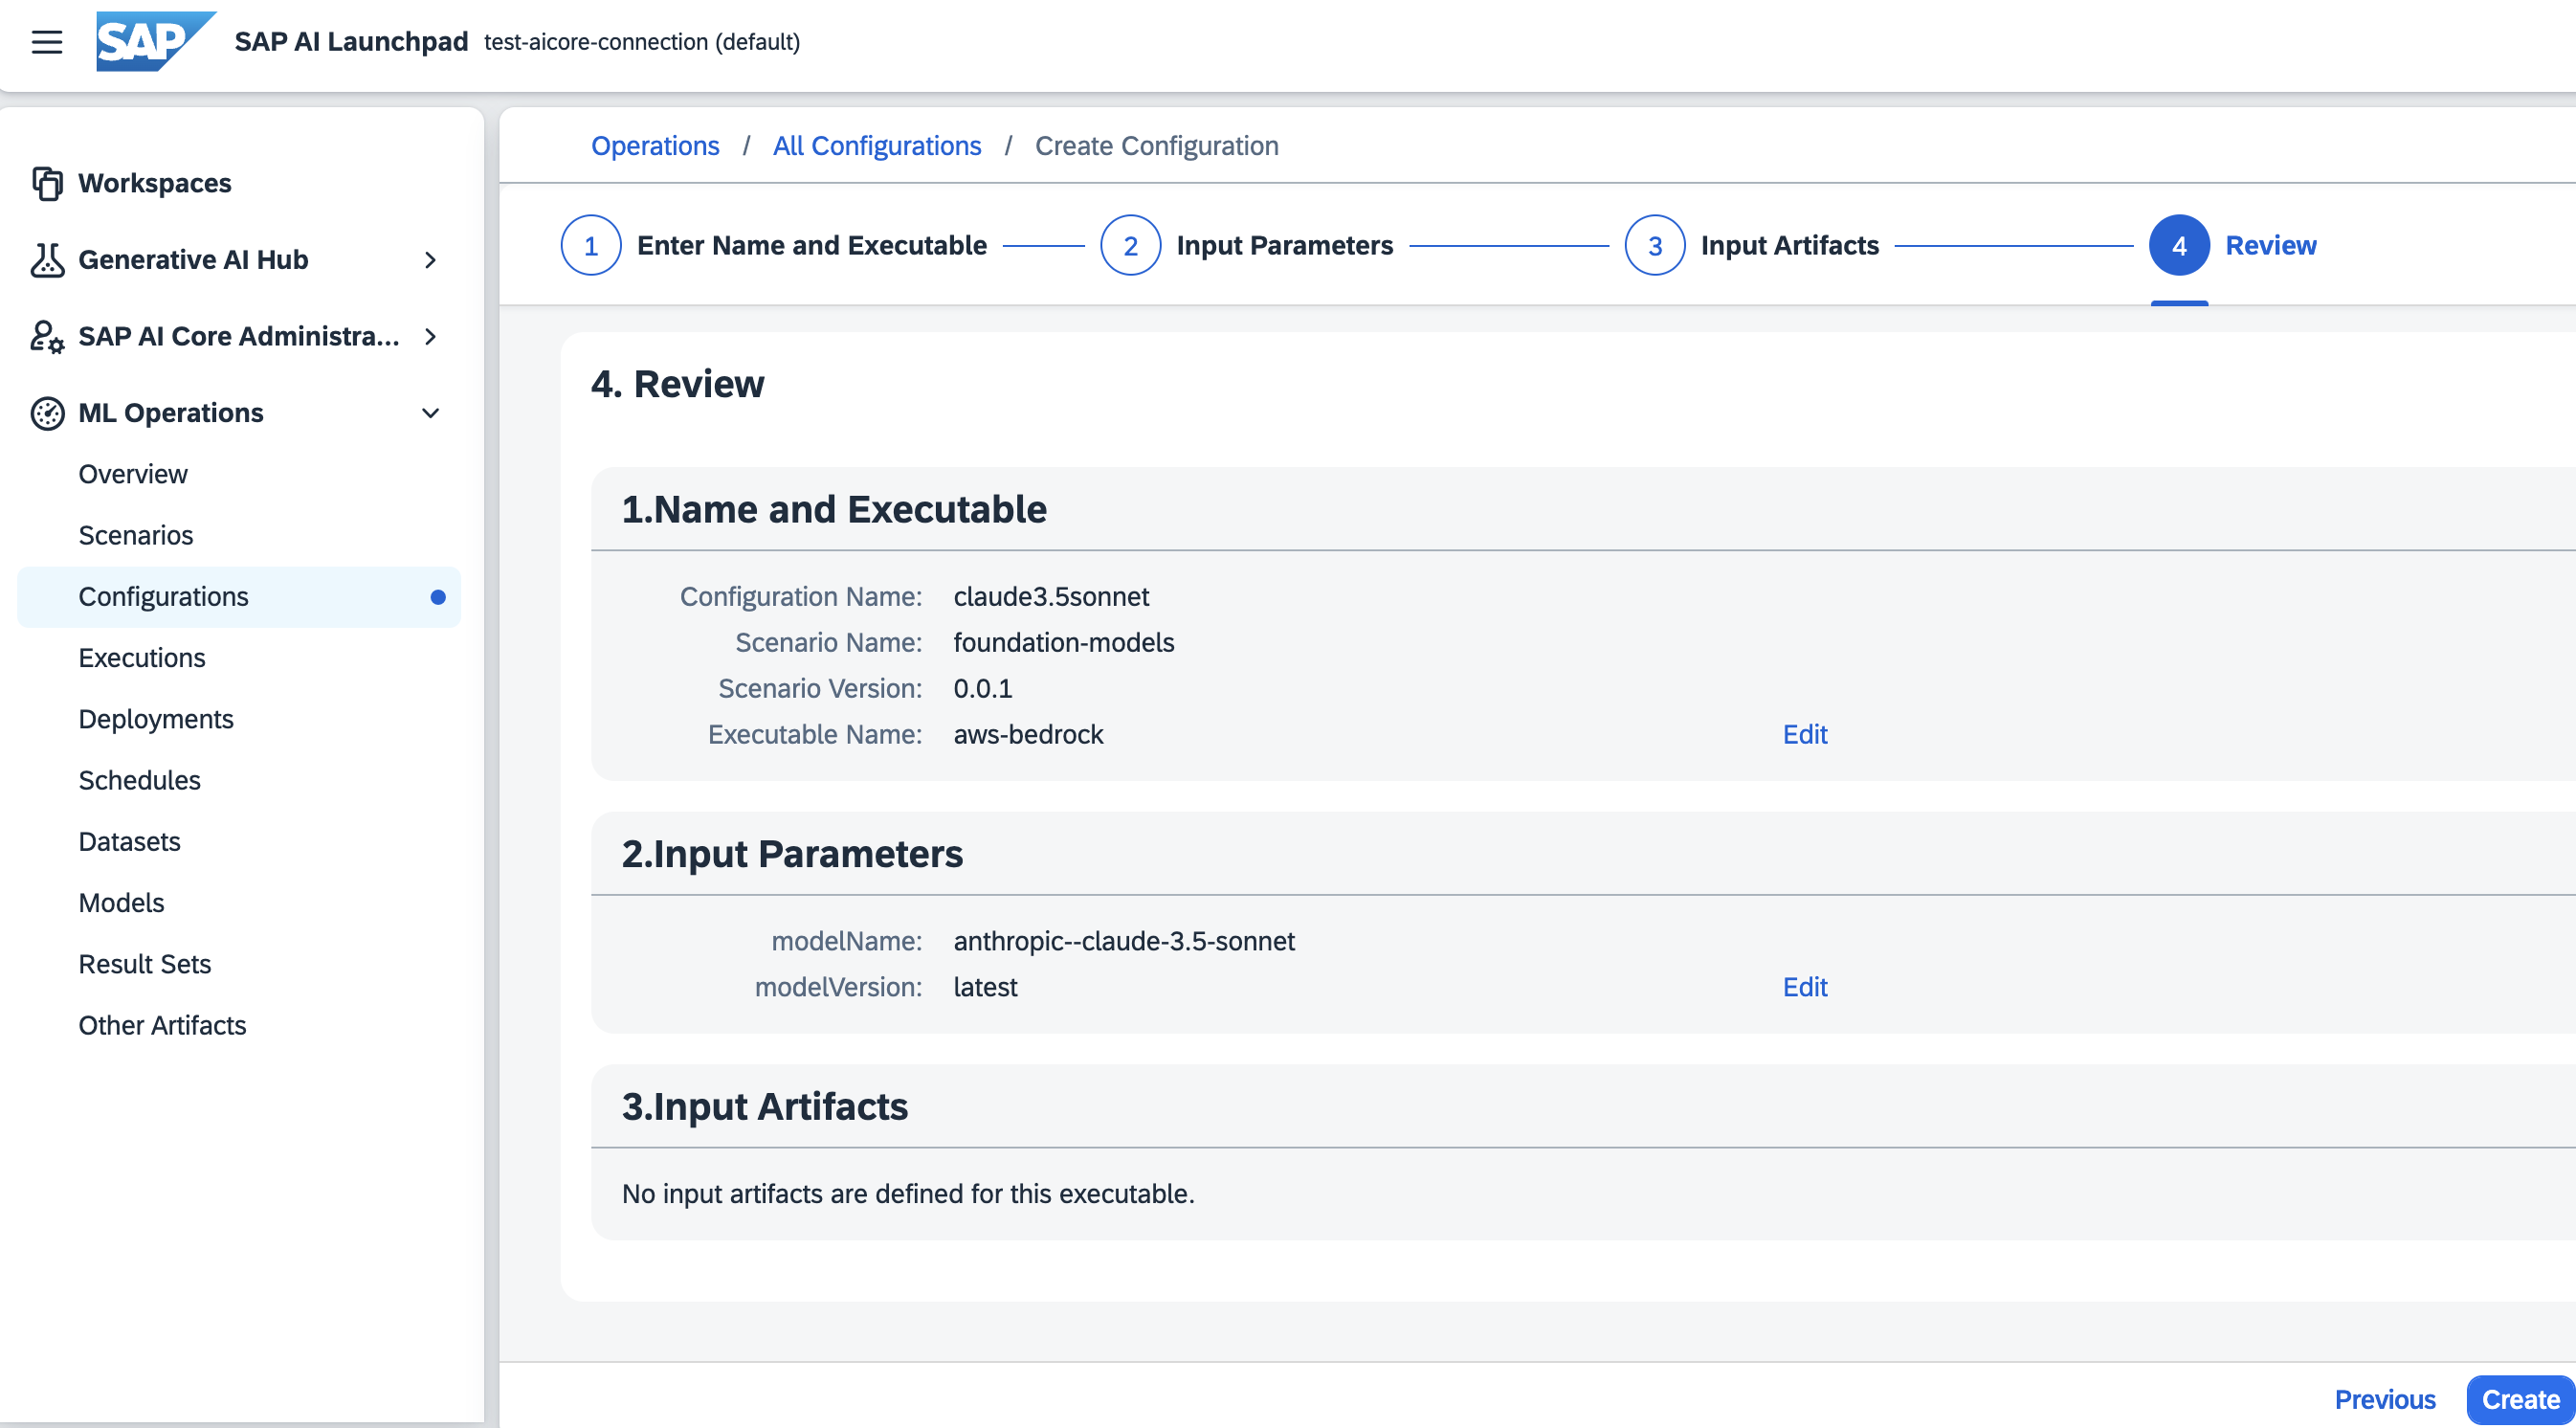 SAP SAP AI Launchpad test-aicore-connection (default)
Workspaces
Generative AI Hub
SAP AI Core Administra...
ML Operations
Overview
Scenarios
Configurations
Executions
Deployments
Schedules
Datasets
Models
Result Sets
Other Artifacts
Operations / All Configurations / Create Configuration
1 Enter Name and Executable 2 Input Parameters 3 Input Artifacts 4 Review
4. Review
1.Name and Executable
Configuration Name: claude3.5sonnet
Scenario Name: foundation-models
Scenario Version: 0.0.1
Executable Name: aws-bedrock Edit
2.Input Parameters
modelName: anthropic--claude-3.5-sonnet
modelVersion: latest Edit
3.Input Artifacts
No input artifacts are defined for this executable.
Previous Create